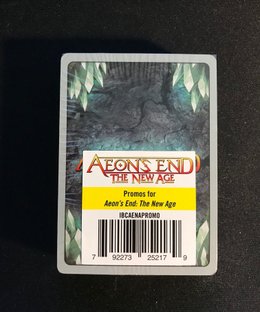 AEON'S END
THE NEW AGE
Promos for
Aeon's End: The New Age
IBCAENAPROMO
7 92273 25217 9